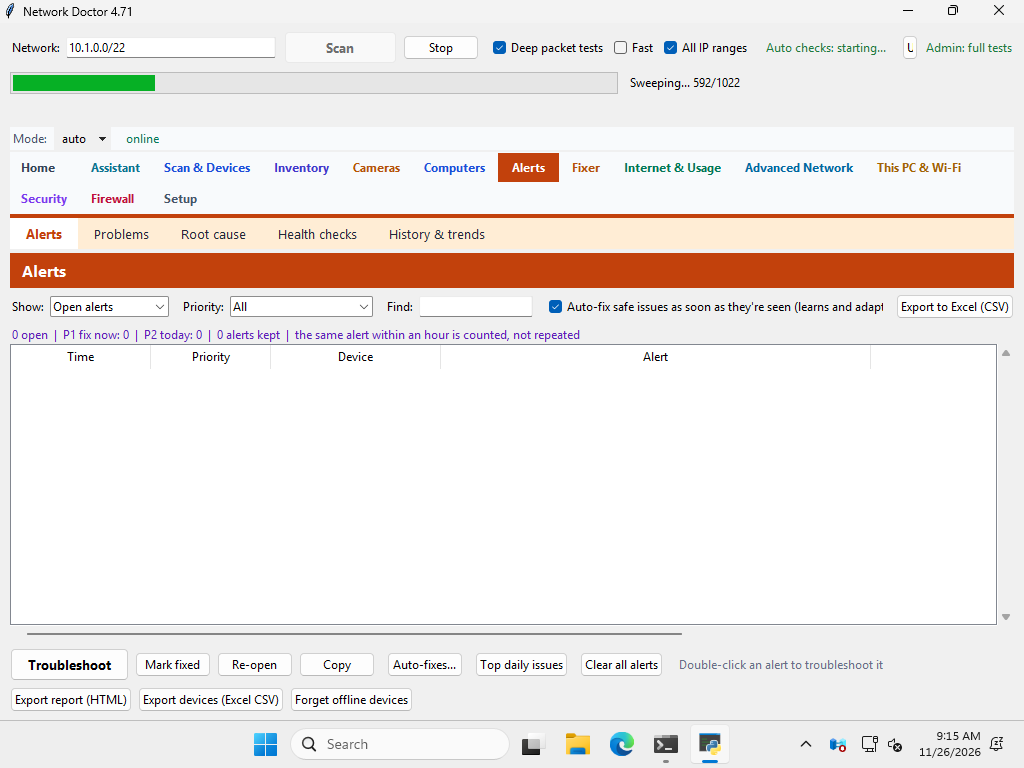 Network Doctor 4.71
Network: 10.1.0.0/22 Scan Stop Deep packet tests Fast All IP ranges Auto checks: starting... Admin: full tests
Sweeping... 592/1022
Mode: auto online
Home Assistant Scan & Devices Inventory Cameras Computers Alerts Fixer Internet & Usage Advanced Network This PC & Wi-Fi
Security Firewall Setup
Alerts Problems Root cause Health checks History & trends
Alerts
Show: Open alerts Priority: All Find: Auto-fix safe issues as soon as they're seen (learns and adapt Export to Excel (CSV)
0 open | P1 fix now: 0 | P2 today: 0 | 0 alerts kept | the same alert within an hour is counted, not repeated
Time Priority Device Alert
Troubleshoot Mark fixed Re-open Copy Auto-fixes... Top daily issues Clear all alerts Double-click an alert to troubleshoot it
Export report (HTML) Export devices (Excel CSV) Forget offline devices
Search
9:15 AM
11/26/2026